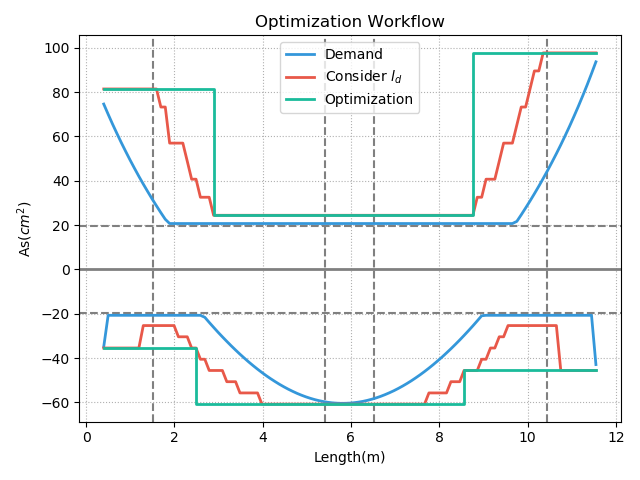 Optimization Workflow
Demand
Consider l_d
Optimization
As(cm²)
100
80
60
40
20
0
−20
−40
−60
0 2 4 6 8 10 12
Length(m)